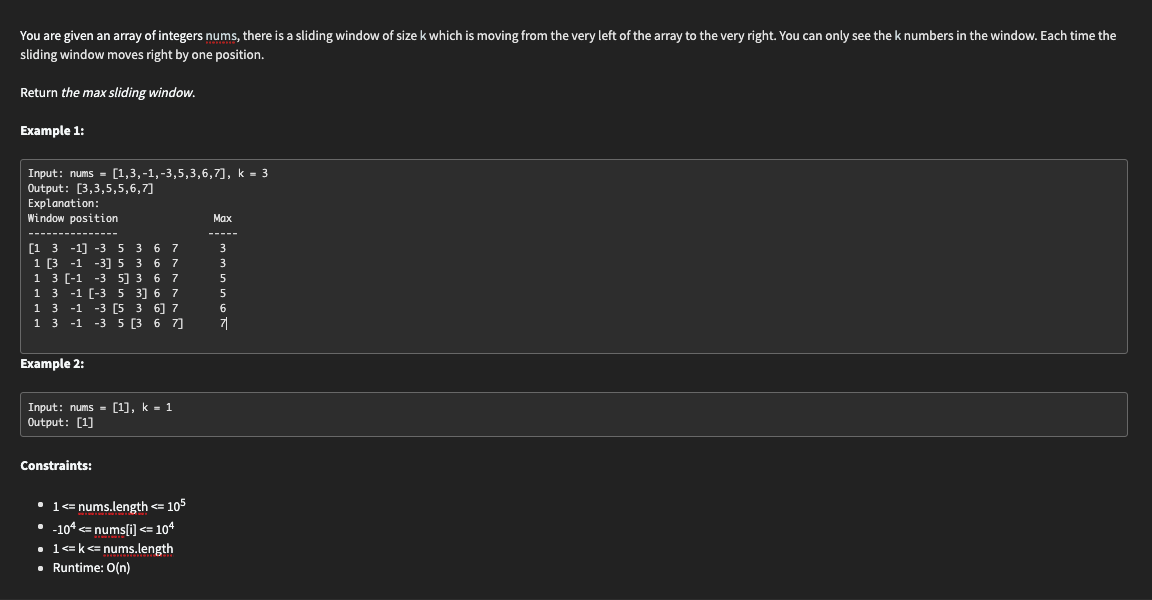 You are given an array of integers nums, there is a sliding window of size k which is moving from the very left of the array to the very right. You can only see the k numbers in the window. Each time the
sliding window moves right by one position.
Return the max sliding window.
Example 1:
Input: nums = [1,3,-1,-3,5,3,6,7], k = 3
Output: [3,3,5,5,6,7]
Explanation:
Window position                Max
---------------               -----
[1  3  -1] -3  5  3  6  7       3
 1 [3  -1  -3] 5  3  6  7       3
 1  3 [-1  -3  5] 3  6  7       5
 1  3  -1 [-3  5  3] 6  7       5
 1  3  -1  -3 [5  3  6] 7       6
 1  3  -1  -3  5 [3  6  7]      7
Example 2:
Input: nums = [1], k = 1
Output: [1]
Constraints:
• 1 <= nums.length <= 10⁵
• -10⁴ <= nums[i] <= 10⁴
• 1 <= k <= nums.length
• Runtime: O(n)